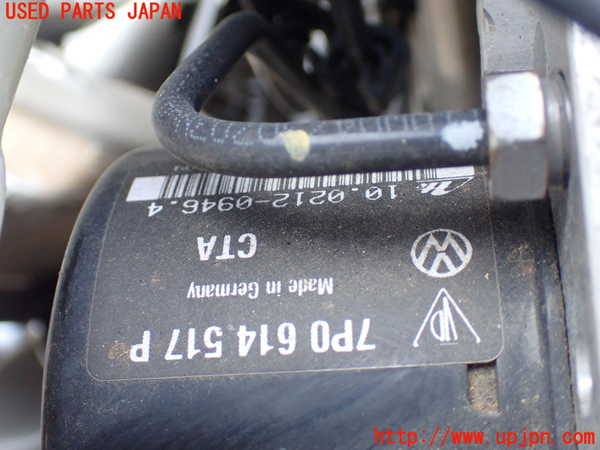 USED PARTS JAPAN
7P0 614 517 P
Made in Germany
CTA
10.0212-0946.4
http://www.upjpn.com